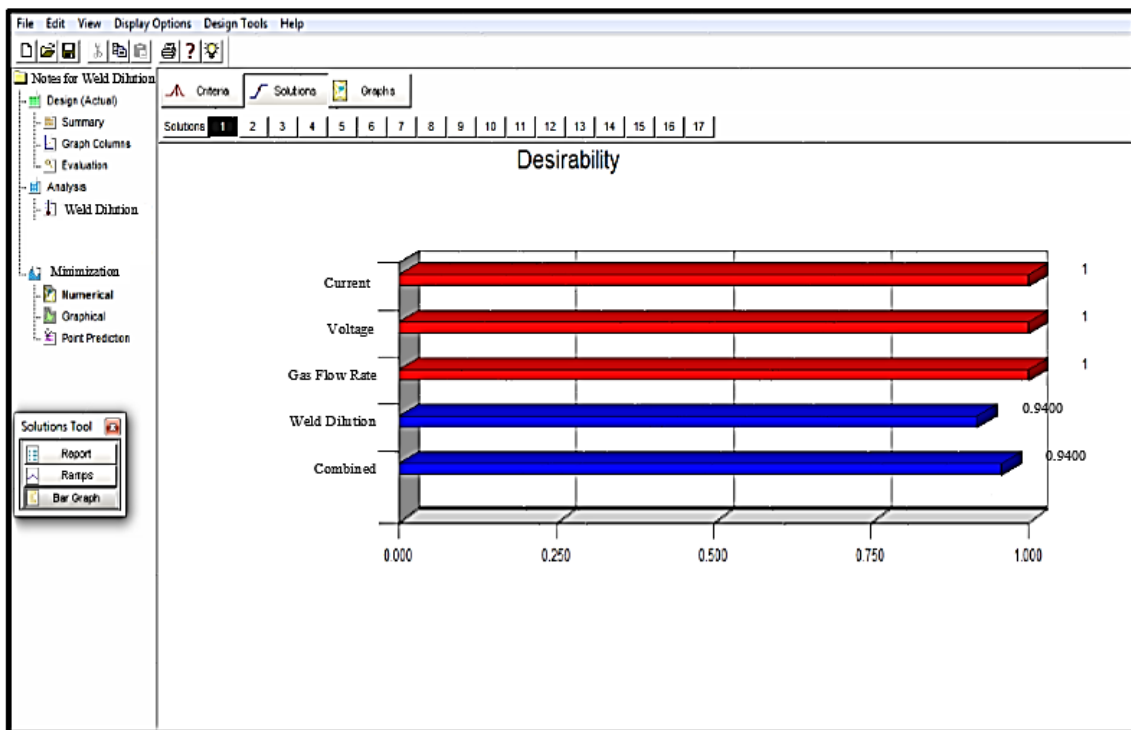 File Edit View Display Options Design Tools Help
Notes for Weld Dilution
Design (Actual)
Summary
Graph Columns
Evaluation
Analysis
Weld Dilution
Minimization
Numerical
Graphical
Point Prediction
Solutions Tool
Report
Ramps
Bar Graph
Criteria Solutions Graphs
Solutions 1 2 3 4 5 6 7 8 9 10 11 12 13 14 15 16 17
Desirability
Current 1
Voltage 1
Gas Flow Rate 1
Weld Dilution 0.9400
Combined 0.9400
0.000 0.250 0.500 0.750 1.000